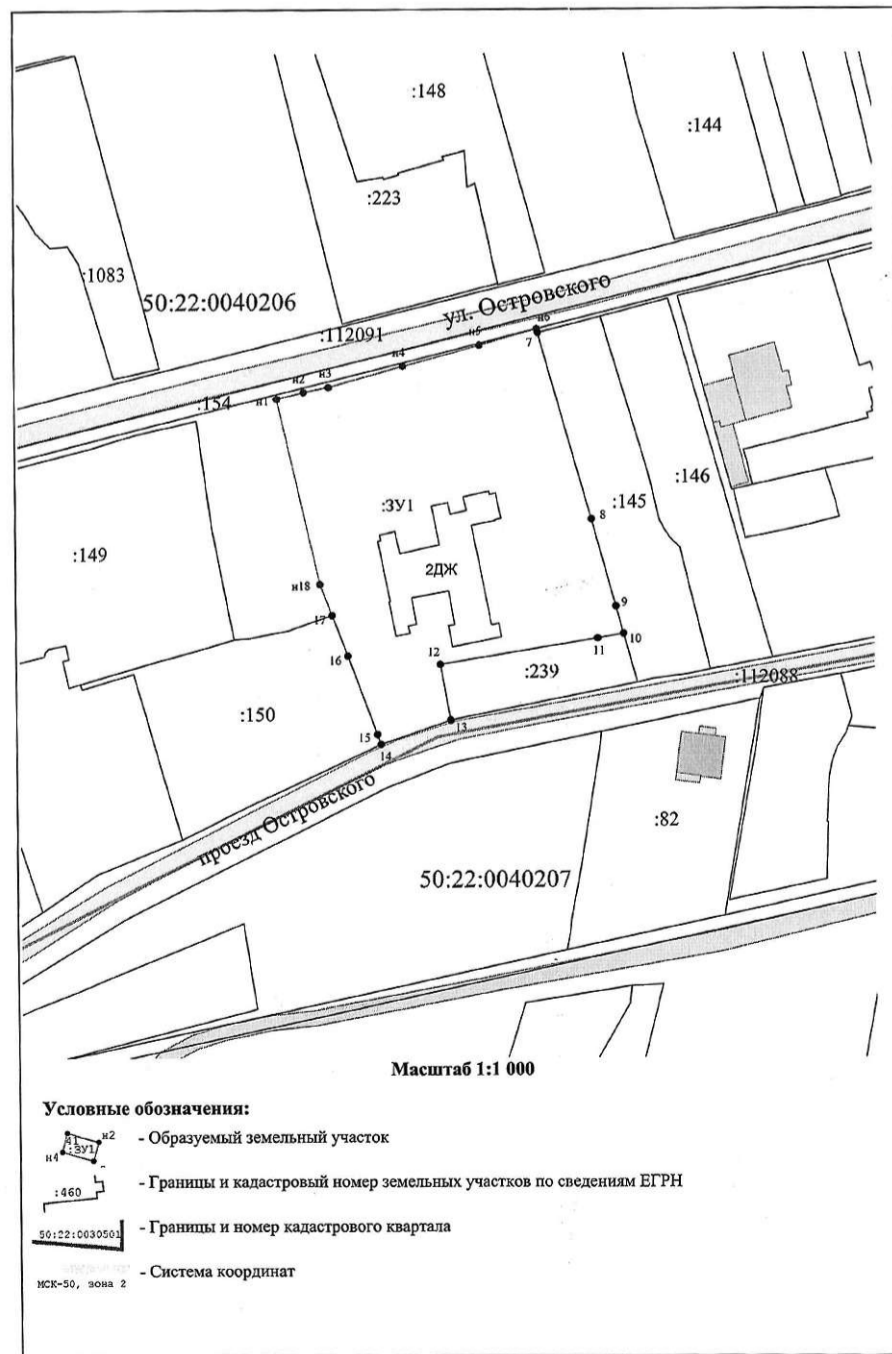 :148
:144
:223
:1083
50:22:0040206
ул. Островского
:112091
н6
н5
7
н4
н3
н2
н1
:154
:146
:145
:ЗУ1
8
:149
2ДЖ
н18
9
17
10
11
16
12
:239
:112088
:150
13
15
14
проезд Островского
:82
50:22:0040207
Масштаб 1:1 000
Условные обозначения:
н2
:ЗУ1
н4
- Образуемый земельный участок
:460
- Границы и кадастровый номер земельных участков по сведениям ЕГРН
50:22:0030501
- Границы и номер кадастрового квартала
МСК-50, зона 2
- Система координат